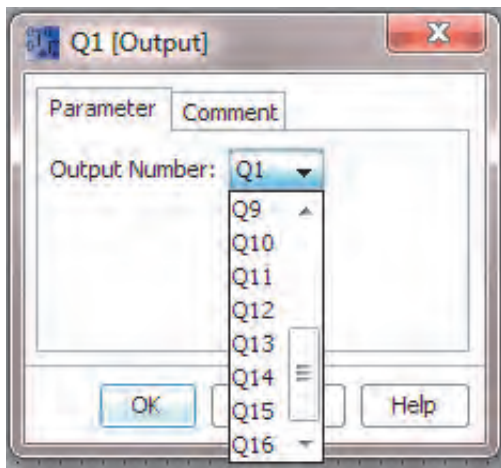 Q1 [Output]
Parameter Comment
Output Number: Q1
Q9
Q10
Q11
Q12
Q13
Q14
Q15
Q16
OK Help